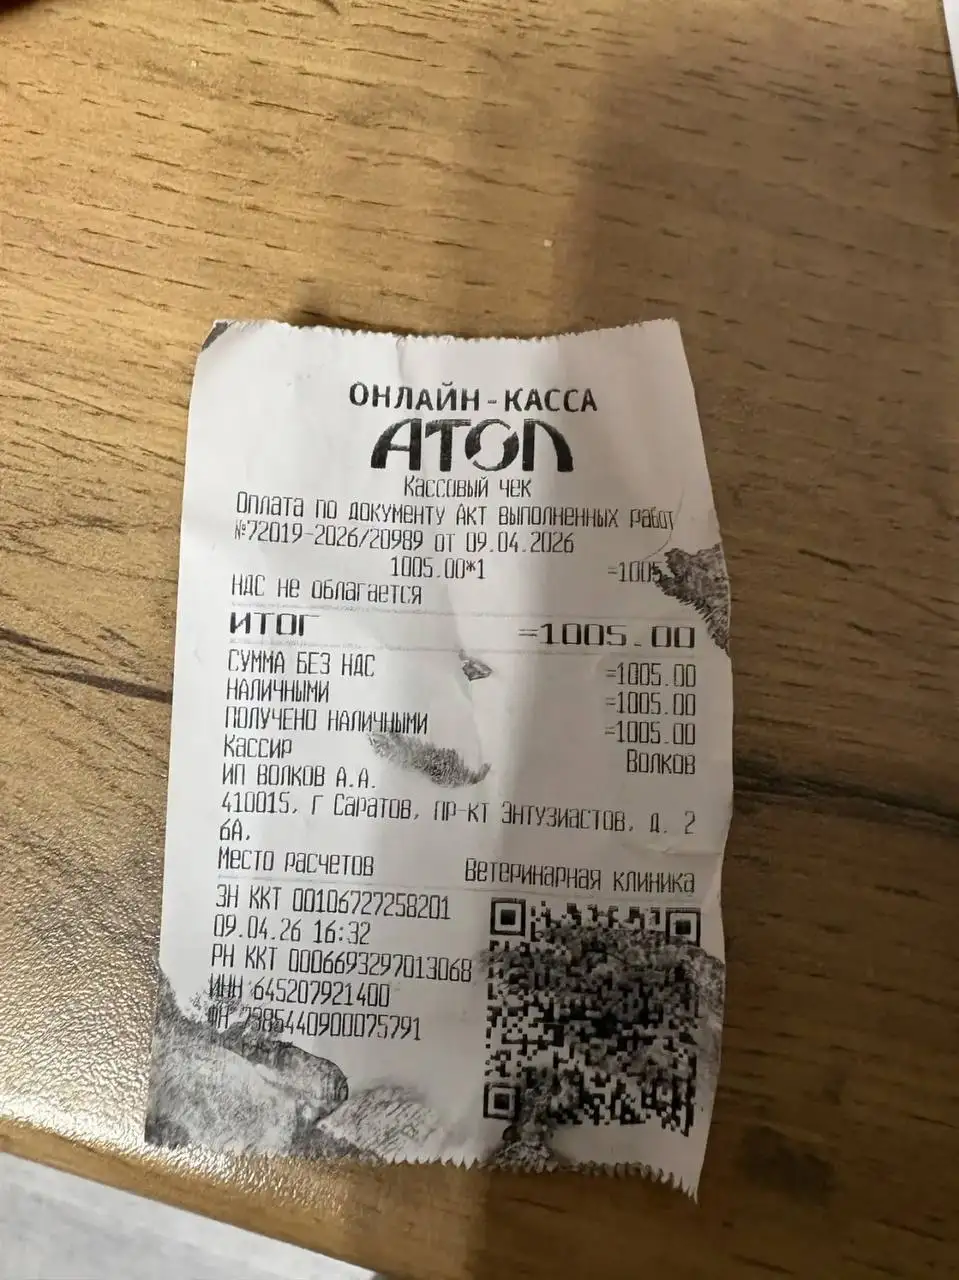 ОНЛАЙН-КАССА
АТОЛ
Кассовый чек
Оплата по документу Акт выполненных работ
№72019-2026/20989 от 09.04.2026
1005.00*1 =1005
НДС не облагается
ИТОГ =1005.00
СУММА БЕЗ НДС =1005.00
НАЛИЧНЫМИ =1005.00
ПОЛУЧЕНО НАЛИЧНЫМИ =1005.00
Кассир Волков
ИП ВОЛКОВ А.А.
410015, г Саратов, пр-кт Энтузиастов, д. 2
6А,
Место расчетов Ветеринарная клиника
ЗН ККТ 00106727258201
09.04.26 16:32
РН ККТ 0006693297013068
ИНН 645207921400
ФН 7385440900075791